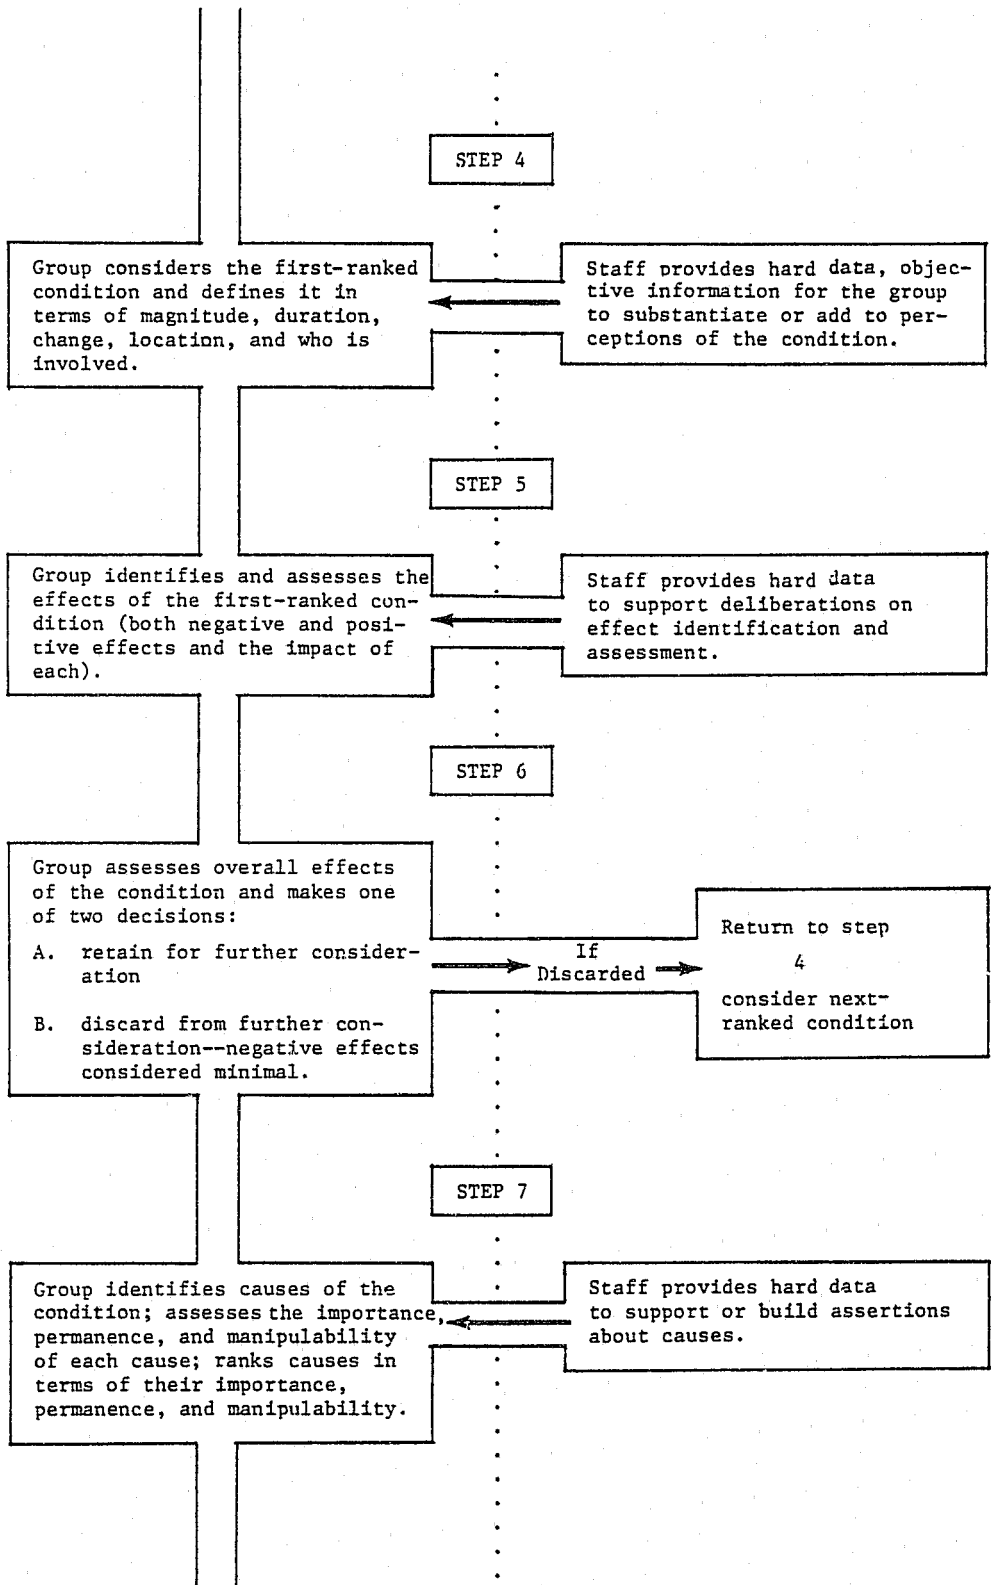 STEP 4
Group considers the first-ranked
condition and defines it in
terms of magnitude, duration,
change, location, and who is
involved.
Staff provides hard data, objec-
tive information for the group
to substantiate or add to per-
ceptions of the condition.
STEP 5
Group identifies and assesses the
effects of the first-ranked con-
dition (both negative and posi-
tive effects and the impact of
each).
Staff provides hard data
to support deliberations on
effect identification and
assessment.
STEP 6
Group assesses overall effects
of the condition and makes one
of two decisions:
A. retain for further consider-
ation
B. discard from further con-
sideration--negative effects
considered minimal.
If
Discarded
Return to step
4
consider next-
ranked condition
STEP 7
Group identifies causes of the
condition; assesses the importance,
permanence, and manipulability
of each cause; ranks causes in
terms of their importance,
permanence, and manipulability.
Staff provides hard data
to support or build assertions
about causes.